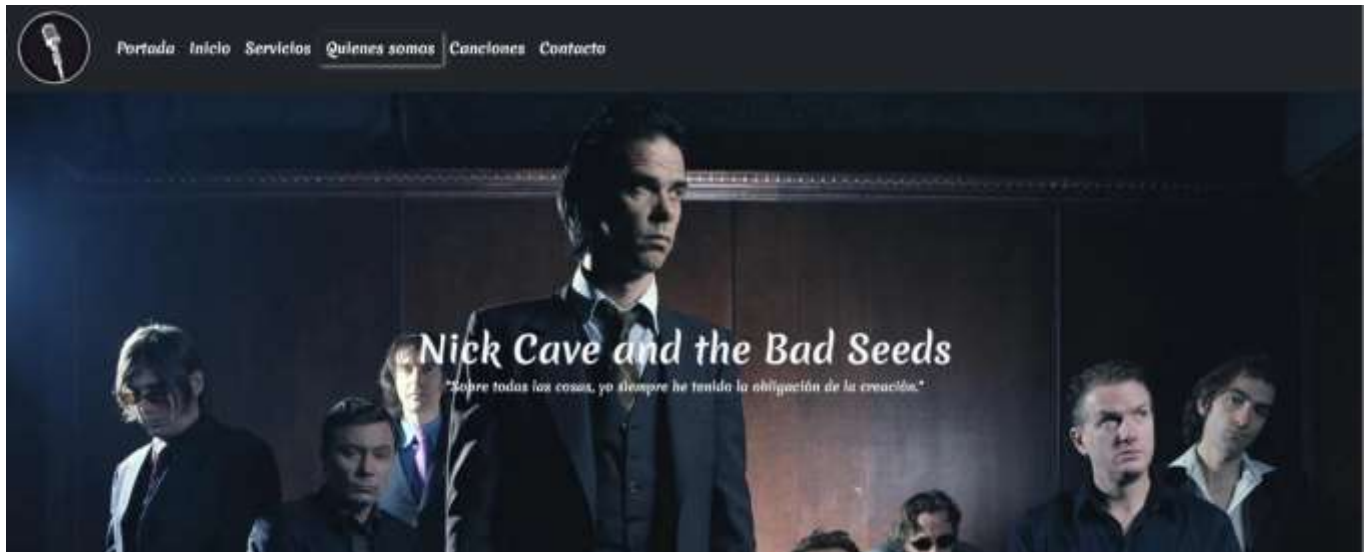 Portada Inicio Servicios Quienes somos Canciones Contacto
Nick Cave and the Bad Seeds
"Sobre todas las cosas, yo siempre he tenido la obligación de la creación."